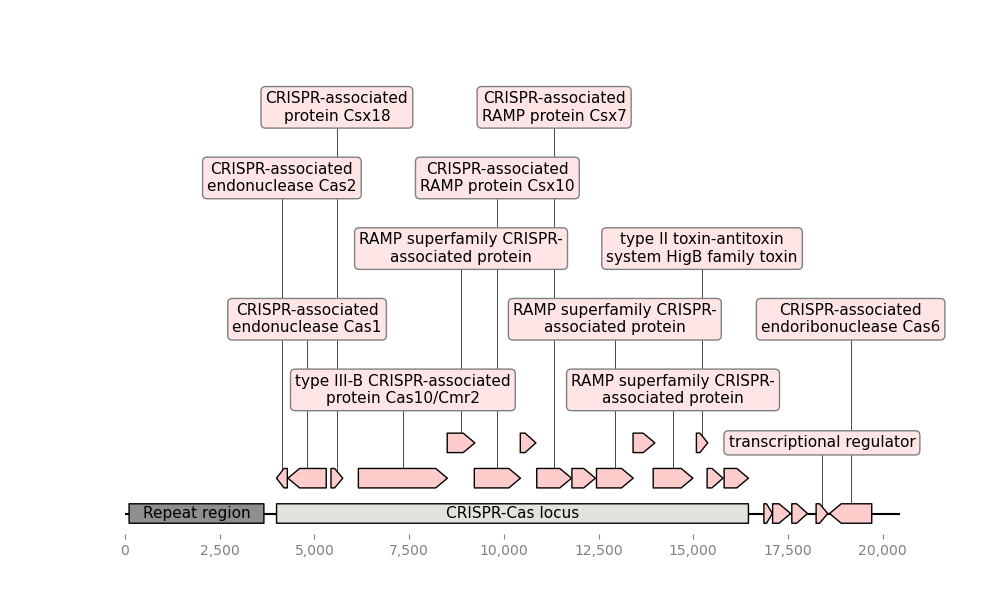 CRISPR-associated
protein Csx18
CRISPR-associated
RAMP protein Csx7
CRISPR-associated
endonuclease Cas2
CRISPR-associated
RAMP protein Csx10
RAMP superfamily CRISPR-
associated protein
type II toxin-antitoxin
system HigB family toxin
CRISPR-associated
endonuclease Cas1
RAMP superfamily CRISPR-
associated protein
CRISPR-associated
endoribonuclease Cas6
type III-B CRISPR-associated
protein Cas10/Cmr2
RAMP superfamily CRISPR-
associated protein
transcriptional regulator
Repeat region
CRISPR-Cas locus
0 2,500 5,000 7,500 10,000 12,500 15,000 17,500 20,000